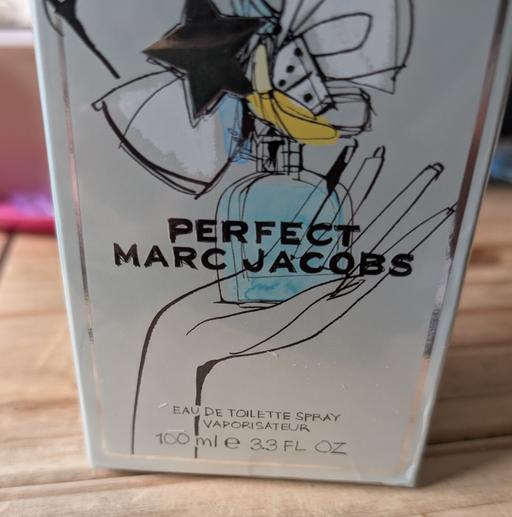 PERFECT
MARC JACOBS
EAU DE TOILETTE SPRAY
VAPORISATEUR
100 ml e 3.3 FL OZ